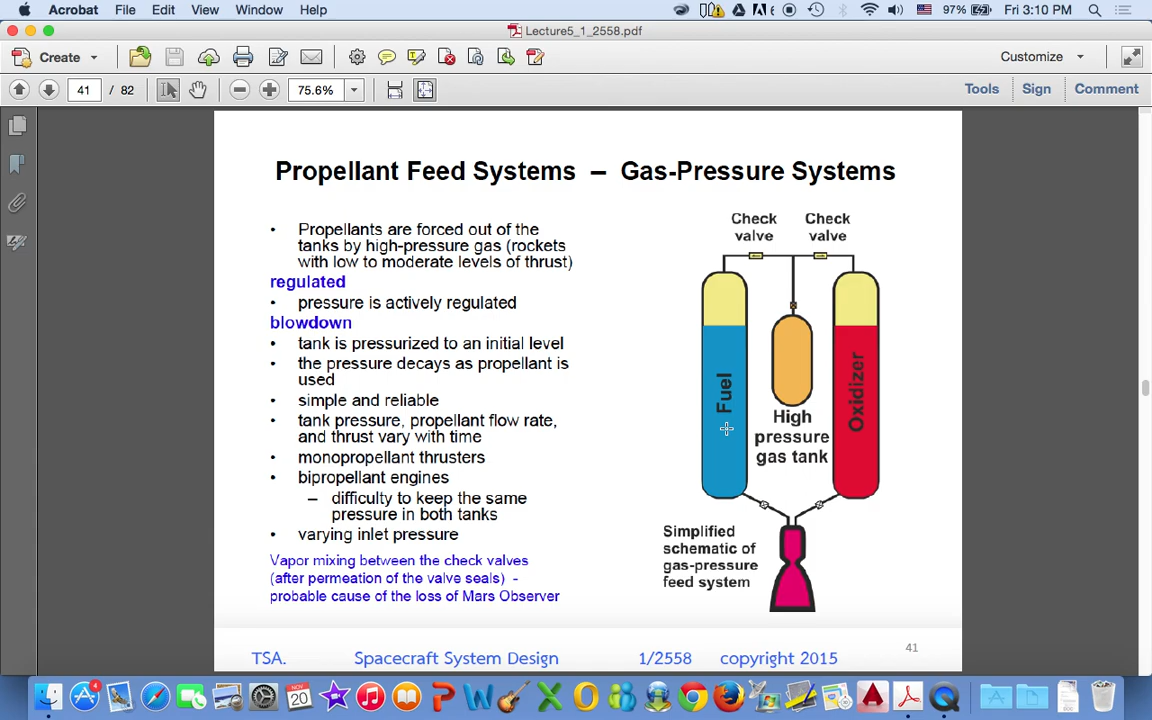 Acrobat File Edit View Window Help
6 97% Fri 3:10 PM
Lecture5_1_2558.pdf
Create Customize
41 / 82 75.6% Tools Sign Comment
Propellant Feed Systems – Gas-Pressure Systems
• Propellants are forced out of the
tanks by high-pressure gas (rockets
with low to moderate levels of thrust)
regulated
• pressure is actively regulated
blowdown
• tank is pressurized to an initial level
• the pressure decays as propellant is
used
• simple and reliable
• tank pressure, propellant flow rate,
and thrust vary with time
• monopropellant thrusters
• bipropellant engines
– difficulty to keep the same
pressure in both tanks
• varying inlet pressure
Vapor mixing between the check valves
(after permeation of the valve seals) -
probable cause of the loss of Mars Observer
Check
valve
Check
valve
Fuel
High
pressure
gas tank
Oxidizer
Simplified
schematic of
gas-pressure
feed system
41
TSA. Spacecraft System Design 1/2558 copyright 2015
4
NOV
20